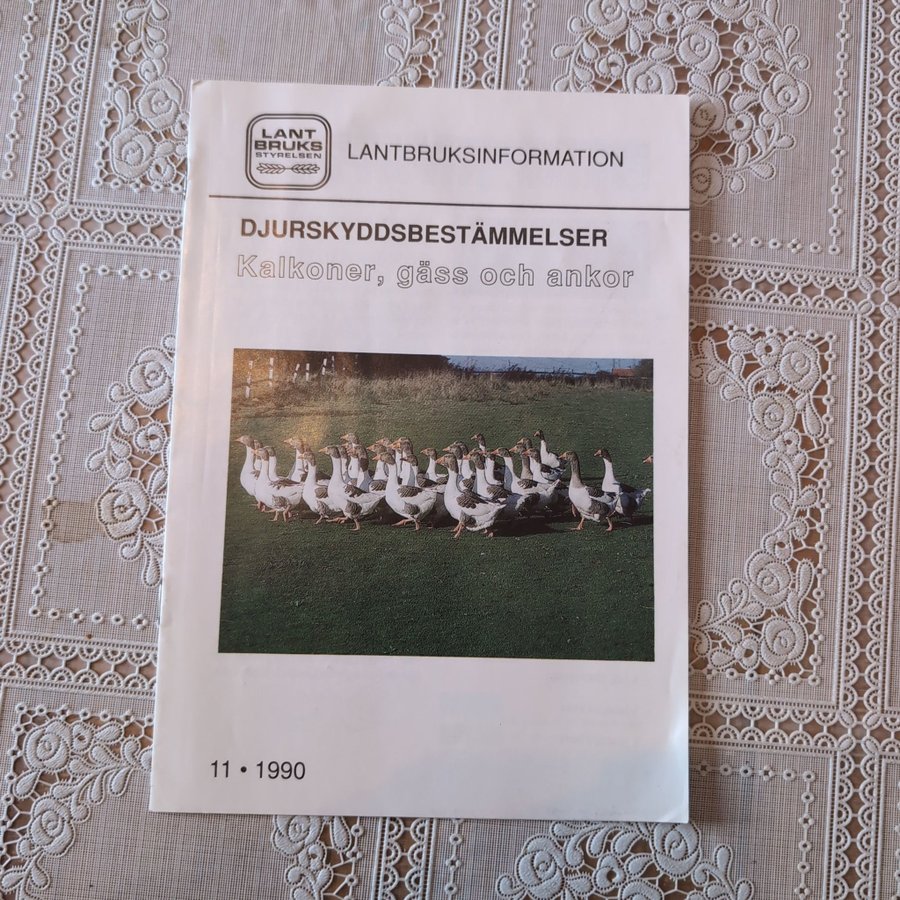 LANT
BRUKS
STYRELSEN
LANTBRUKSINFORMATION
DJURSKYDDSBESTÄMMELSER
Kalkoner, gäss och ankor
11 • 1990